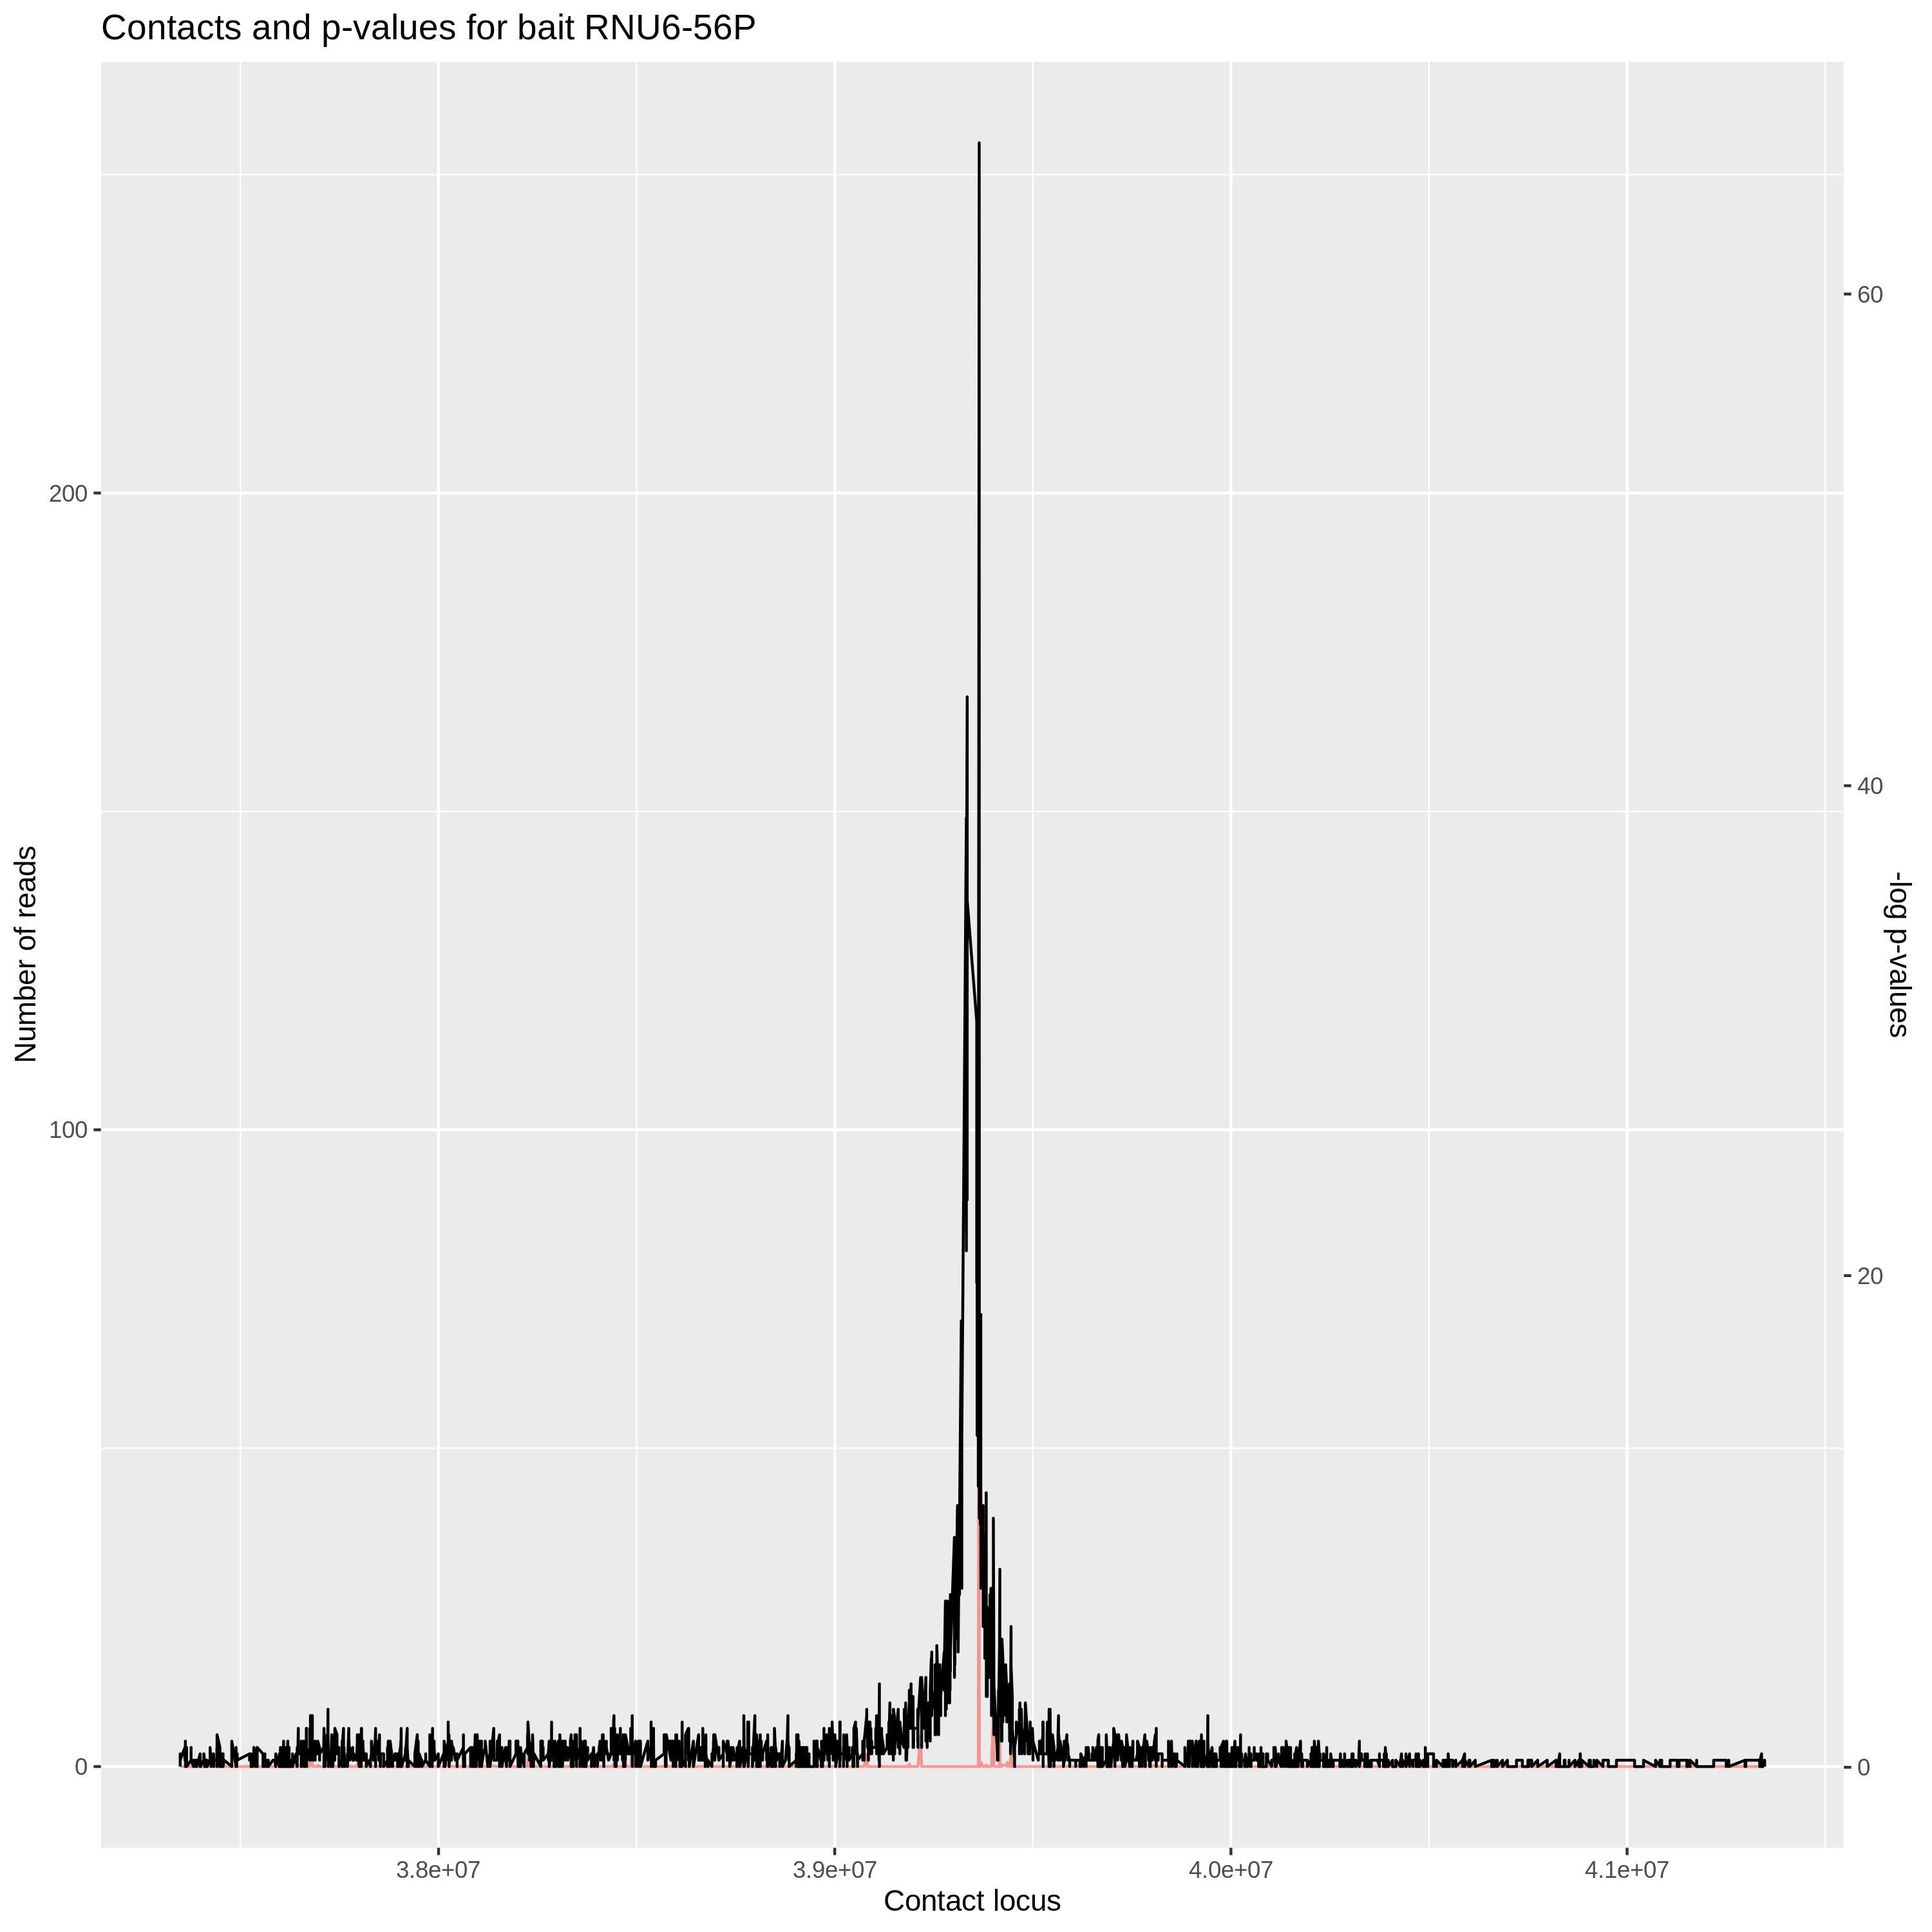 Contacts and p-values for bait RNU6-56P
Number of reads
200
100
0
60
40
20
0
-log p-values
3.8e+07
3.9e+07
4.0e+07
4.1e+07
Contact locus